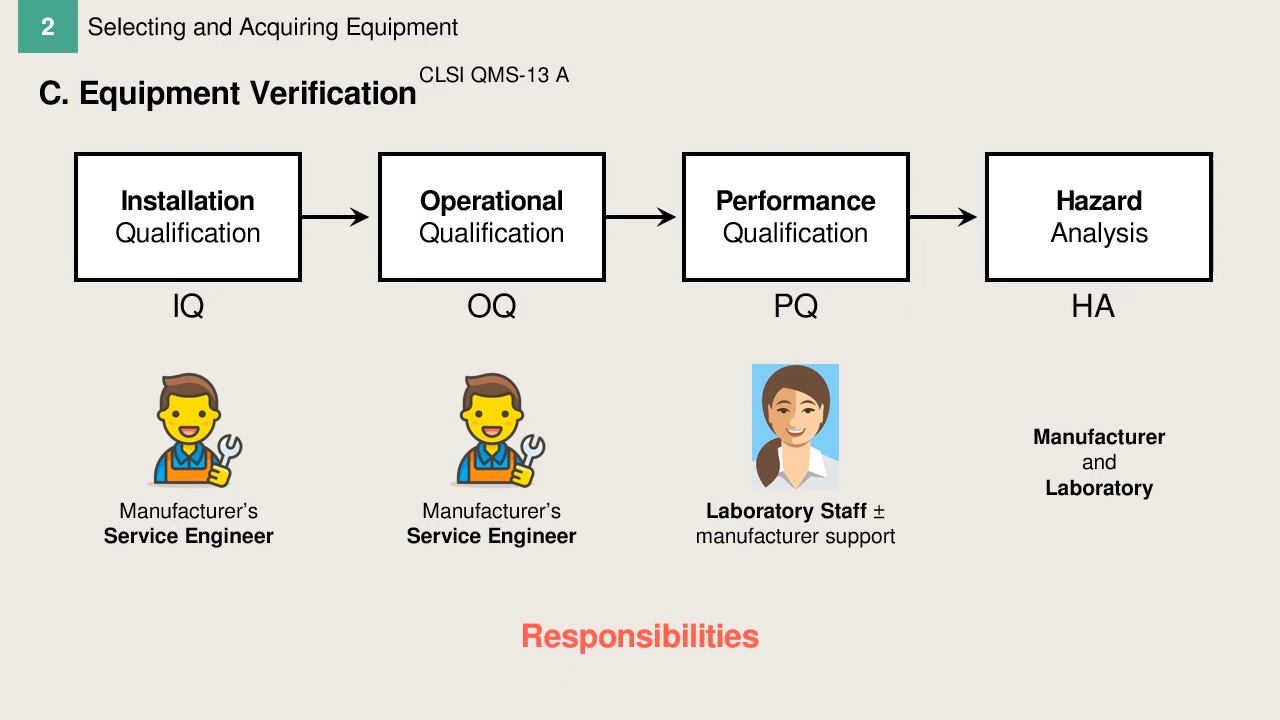 2 Selecting and Acquiring Equipment
C. Equipment Verification CLSI QMS-13 A
Installation
Qualification
IQ
Operational
Qualification
OQ
Performance
Qualification
PQ
Hazard
Analysis
HA
Manufacturer’s
Service Engineer
Manufacturer’s
Service Engineer
Laboratory Staff ±
manufacturer support
Manufacturer
and
Laboratory
Responsibilities